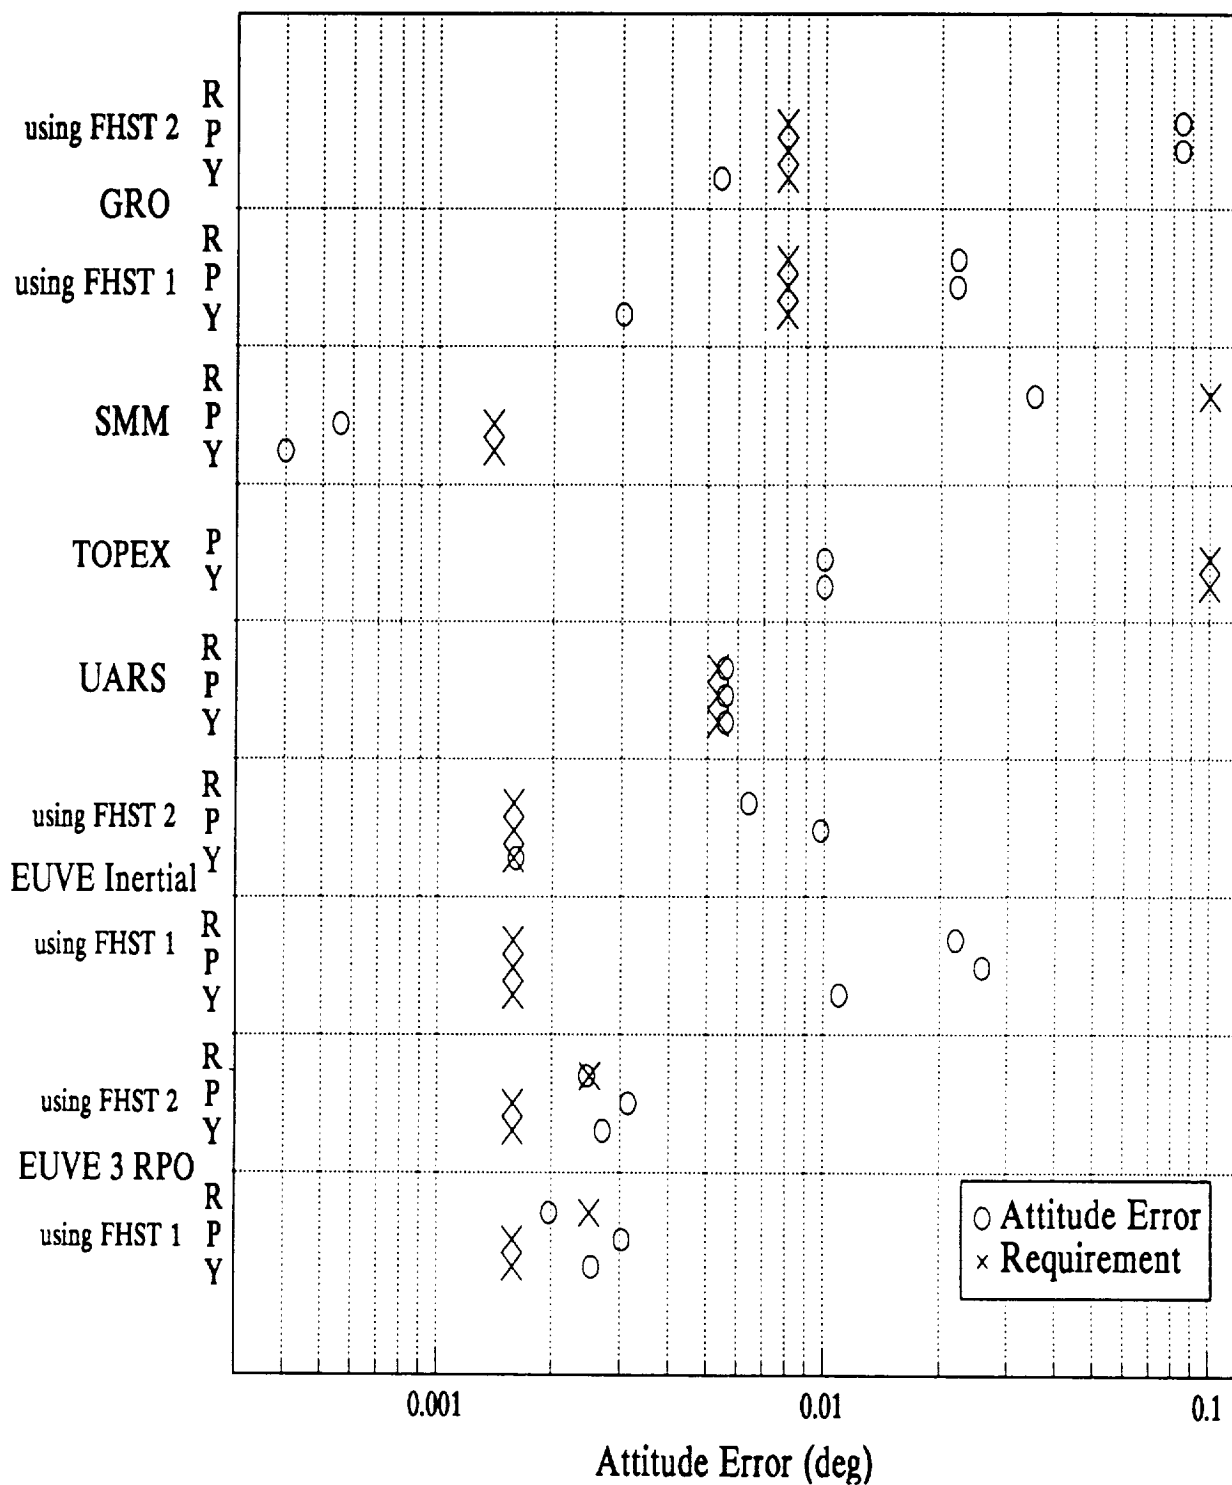 R
using FHST 2 P
Y
GRO
R
using FHST 1 P
Y
R
SMM P
Y
TOPEX P
Y
R
UARS P
Y
R
using FHST 2 P
Y
EUVE Inertial
R
using FHST 1 P
Y
R
using FHST 2 P
Y
EUVE 3 RPO
R
using FHST 1 P
Y
Attitude Error
Requirement
0.001 0.01 0.1
Attitude Error (deg)